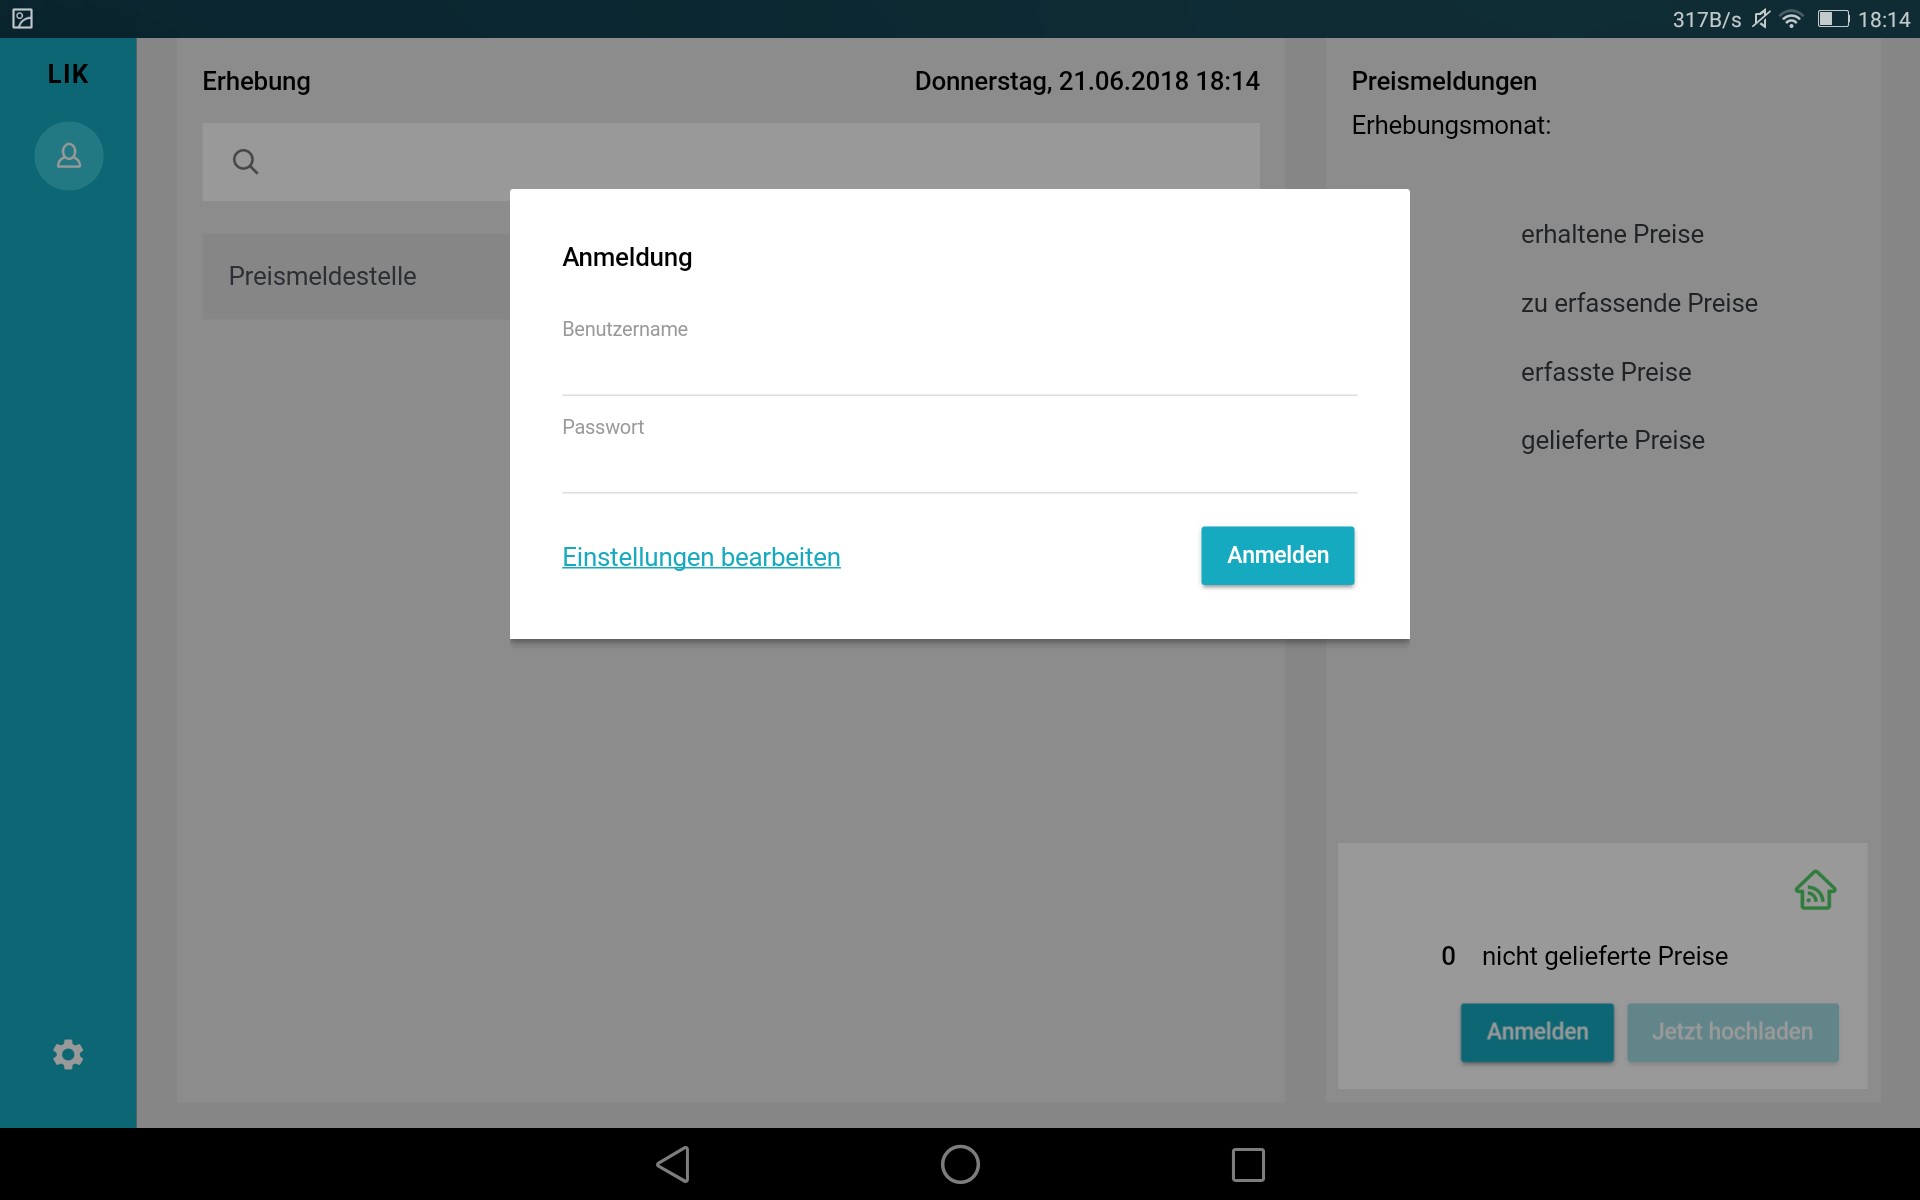 317B/s 18:14
LIK
Erhebung Donnerstag, 21.06.2018 18:14
Preismeldestelle
Anmeldung
Benutzername
Passwort
Einstellungen bearbeiten Anmelden
Preismeldungen
Erhebungsmonat:
erhaltene Preise
zu erfassende Preise
erfasste Preise
gelieferte Preise
0 nicht gelieferte Preise
Anmelden Jetzt hochladen